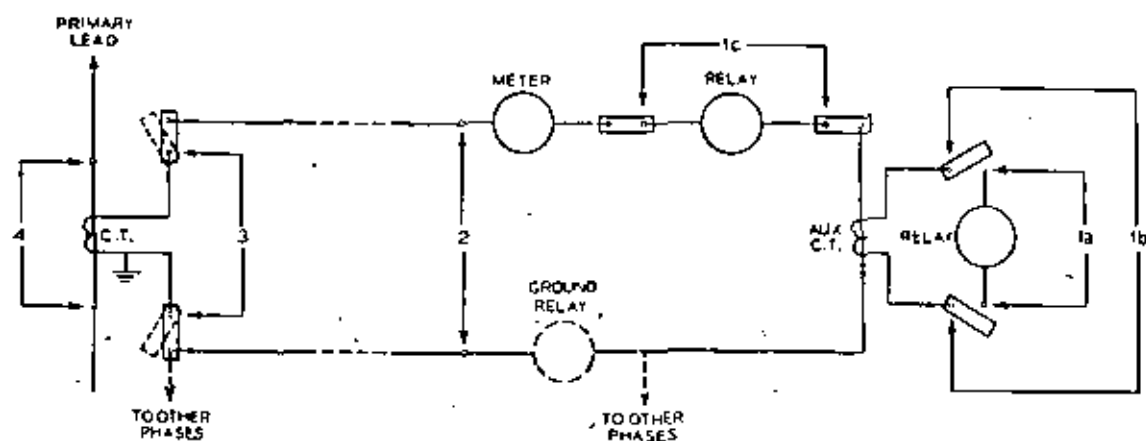 PRIMARY
LEAD
1c
METER
RELAY
4
C.T.
3
2
AUX
C.T.
RELAY
1a
1b
GROUND
RELAY
TO OTHER
PHASES
TO OTHER
PHASES